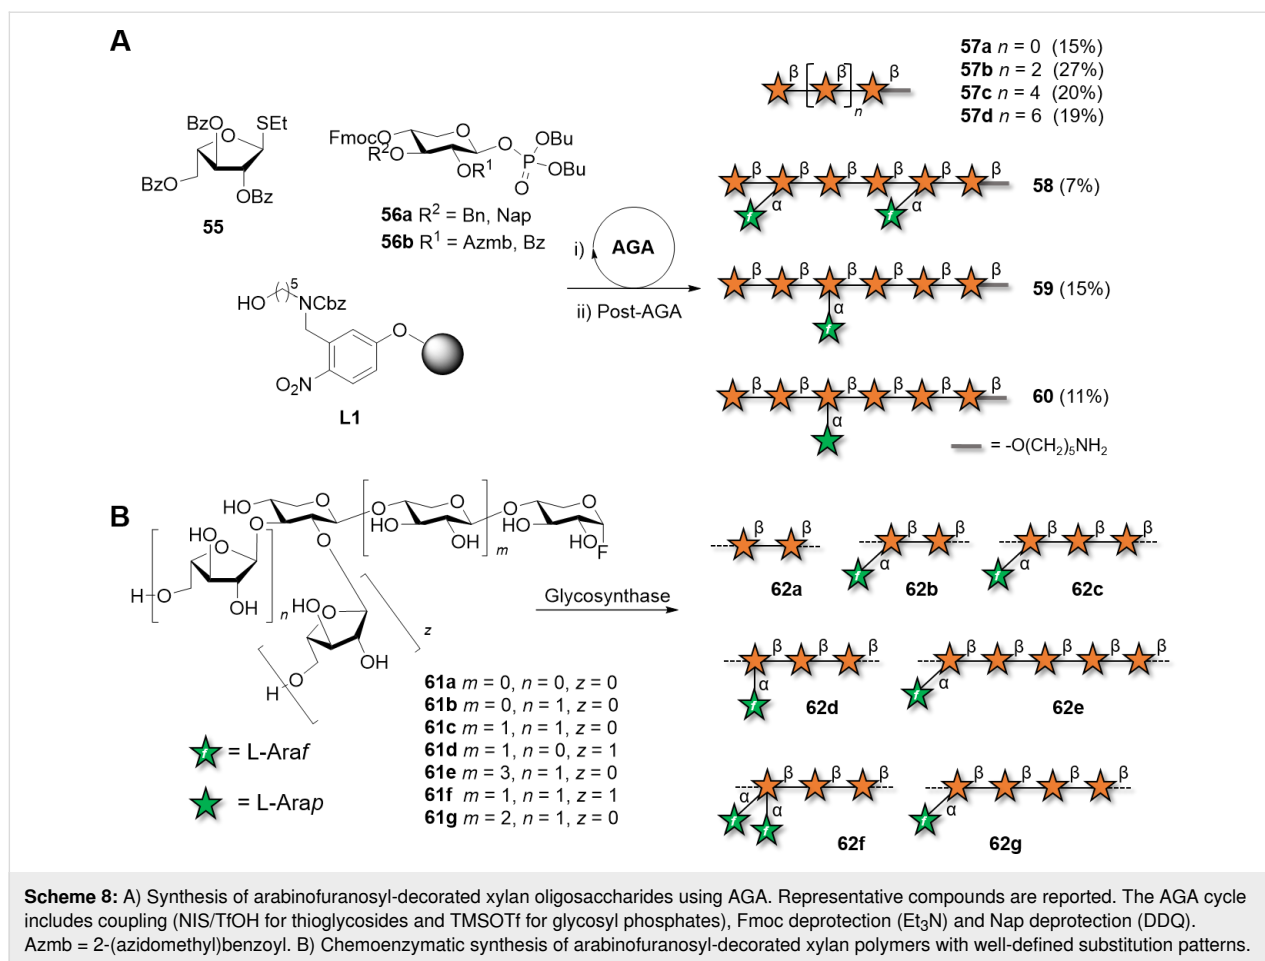 A
BzO
O
SEt
BzO
OBz
55
FmocO
R²O
O
OR¹
O
P
O
OBu
OBu
56a R² = Bn, Nap
56b R¹ = Azmb, Bz
HO
5
NCbz
O
O₂N
L1
i)
AGA
ii) Post-AGA
β β β
n
57a n = 0 (15%)
57b n = 2 (27%)
57c n = 4 (20%)
57d n = 6 (19%)
β β β β β β
f α f α
58 (7%)
β β β β β β
α
f
59 (15%)
β β β β β β
α
60 (11%)
= -O(CH₂)₅NH₂
B
HO
O
O
O
O
HO
O
OH
m
O
HO
O
HO
F
HO
O
H
O
OH
n
HO
O
OH
z
O
H
61a m = 0, n = 0, z = 0
61b m = 0, n = 1, z = 0
61c m = 1, n = 1, z = 0
61d m = 1, n = 0, z = 1
61e m = 3, n = 1, z = 0
61f m = 1, n = 1, z = 1
61g m = 2, n = 1, z = 0
f = L-Araf
= L-Arap
Glycosynthase
β β
62a
β β
f α
62b
β β β
f α
62c
β β β
α
f
62d
β β β β β
f α
62e
β β β
α
f α
f
62f
β β β β
f α
62g
Scheme 8: A) Synthesis of arabinofuranosyl-decorated xylan oligosaccharides using AGA. Representative compounds are reported. The AGA cycle
includes coupling (NIS/TfOH for thioglycosides and TMSOTf for glycosyl phosphates), Fmoc deprotection (Et₃N) and Nap deprotection (DDQ).
Azmb = 2-(azidomethyl)benzoyl. B) Chemoenzymatic synthesis of arabinofuranosyl-decorated xylan polymers with well-defined substitution patterns.